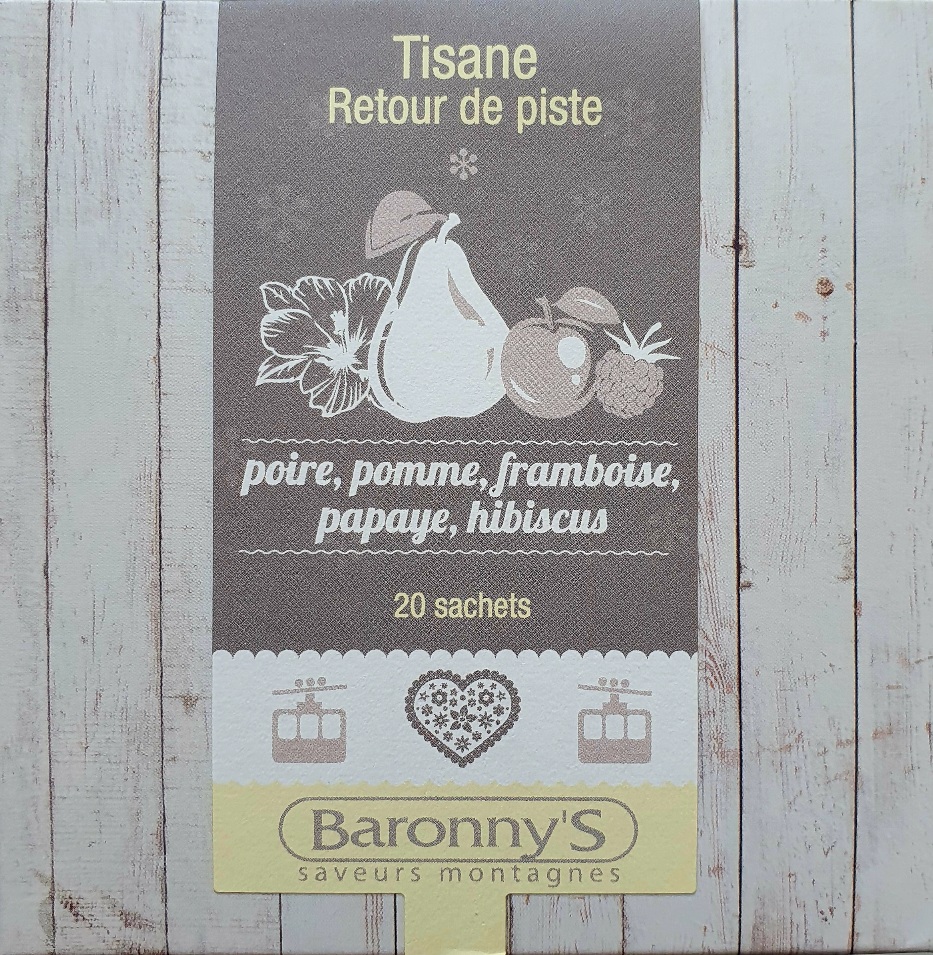 Tisane
Retour de piste
poire, pomme, framboise,
papaye, hibiscus
20 sachets
Baronny'S
saveurs montagnes